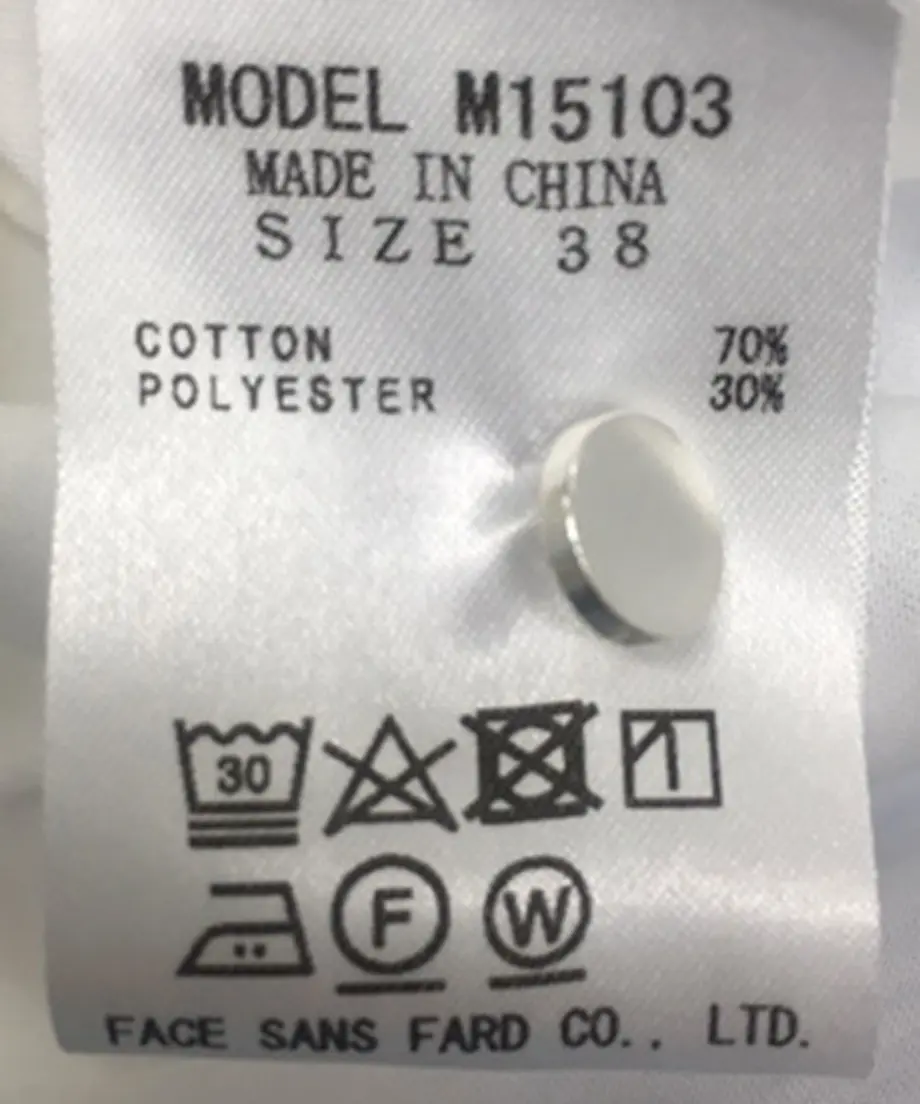 MODEL M15103
MADE IN CHINA
SIZE 38
COTTON 70%
POLYESTER 30%
30
F W
FACE SANS FARD CO., LTD.